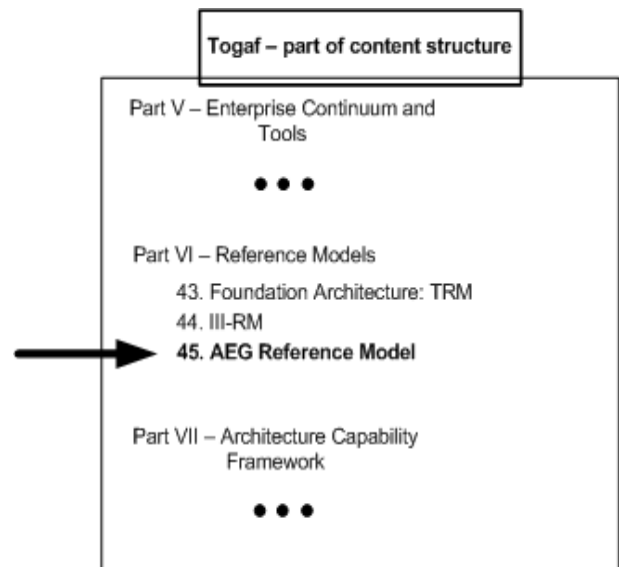 Togaf – part of content structure
Part V – Enterprise Continuum and
Tools
● ● ●
Part VI – Reference Models
43. Foundation Architecture: TRM
44. III-RM
45. AEG Reference Model
Part VII – Architecture Capability
Framework
● ● ●